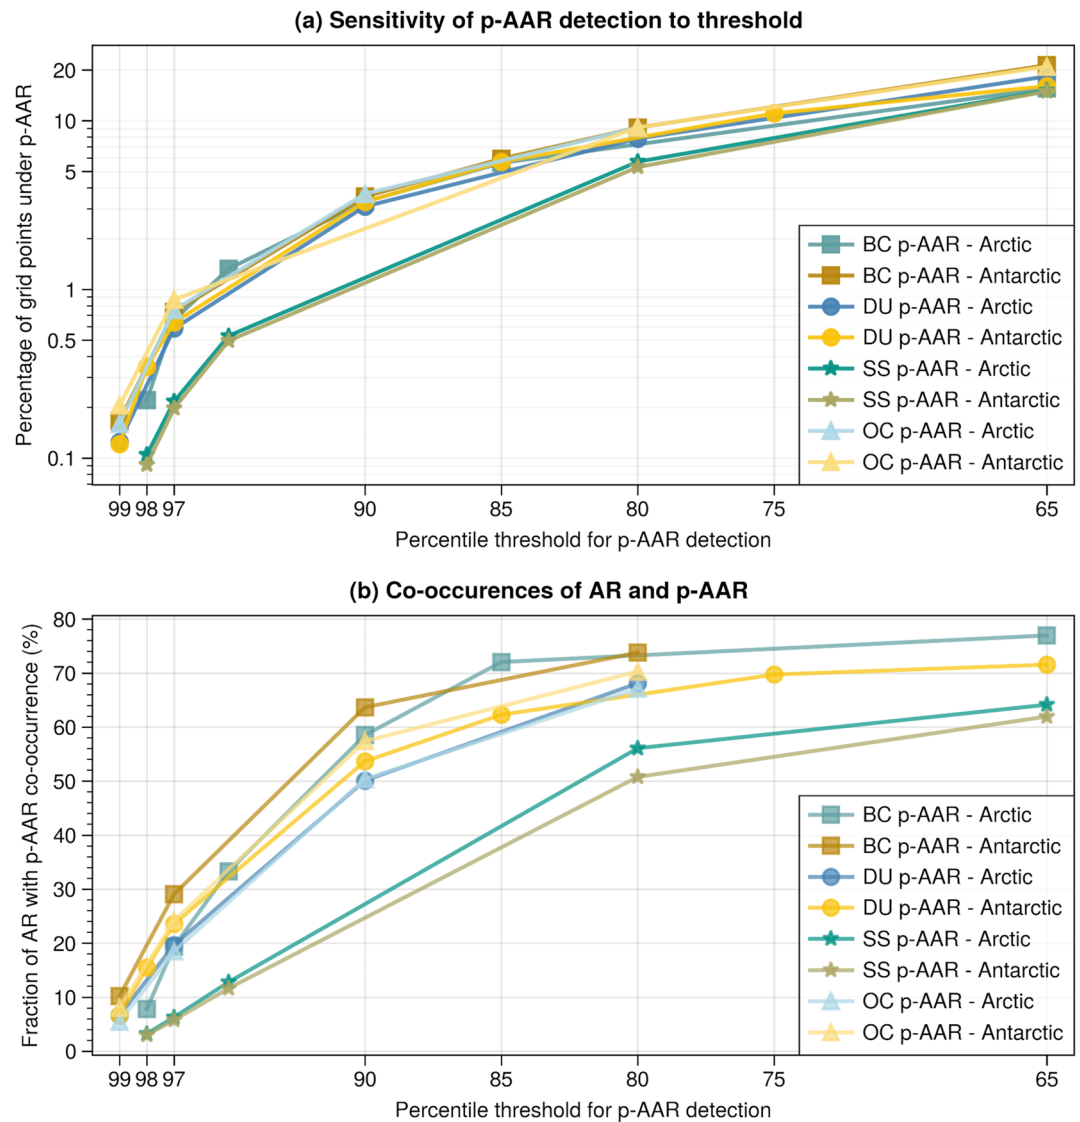 (a) Sensitivity of p-AAR detection to threshold
Percentage of grid points under p-AAR
20
10
5
1
0.5
0.1
BC p-AAR - Arctic
BC p-AAR - Antarctic
DU p-AAR - Arctic
DU p-AAR - Antarctic
SS p-AAR - Arctic
SS p-AAR - Antarctic
OC p-AAR - Arctic
OC p-AAR - Antarctic
99 98 97 90 85 80 75 65
Percentile threshold for p-AAR detection
(b) Co-occurences of AR and p-AAR
Fraction of AR with p-AAR co-occurrence (%)
80
70
60
50
40
30
20
10
0
BC p-AAR - Arctic
BC p-AAR - Antarctic
DU p-AAR - Arctic
DU p-AAR - Antarctic
SS p-AAR - Arctic
SS p-AAR - Antarctic
OC p-AAR - Arctic
OC p-AAR - Antarctic
99 98 97 90 85 80 75 65
Percentile threshold for p-AAR detection